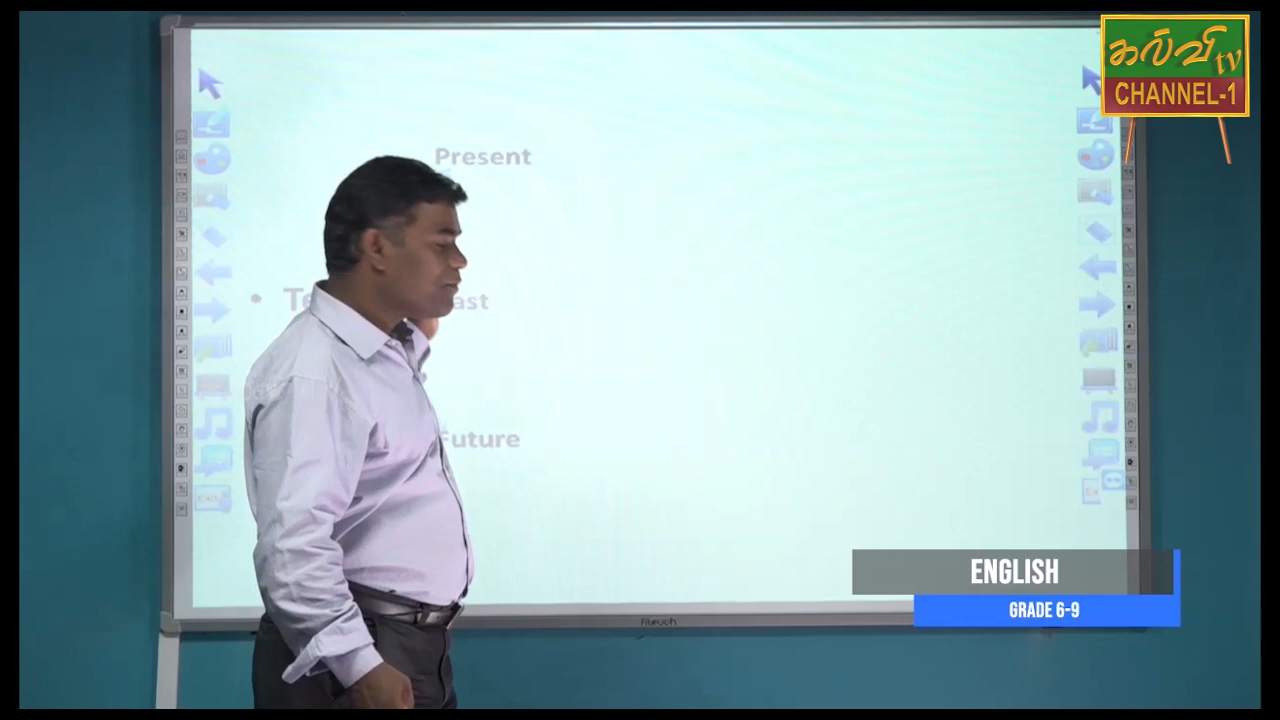 கல்வி tv
CHANNEL-1
Present
Future
ENGLISH
GRADE 6-9